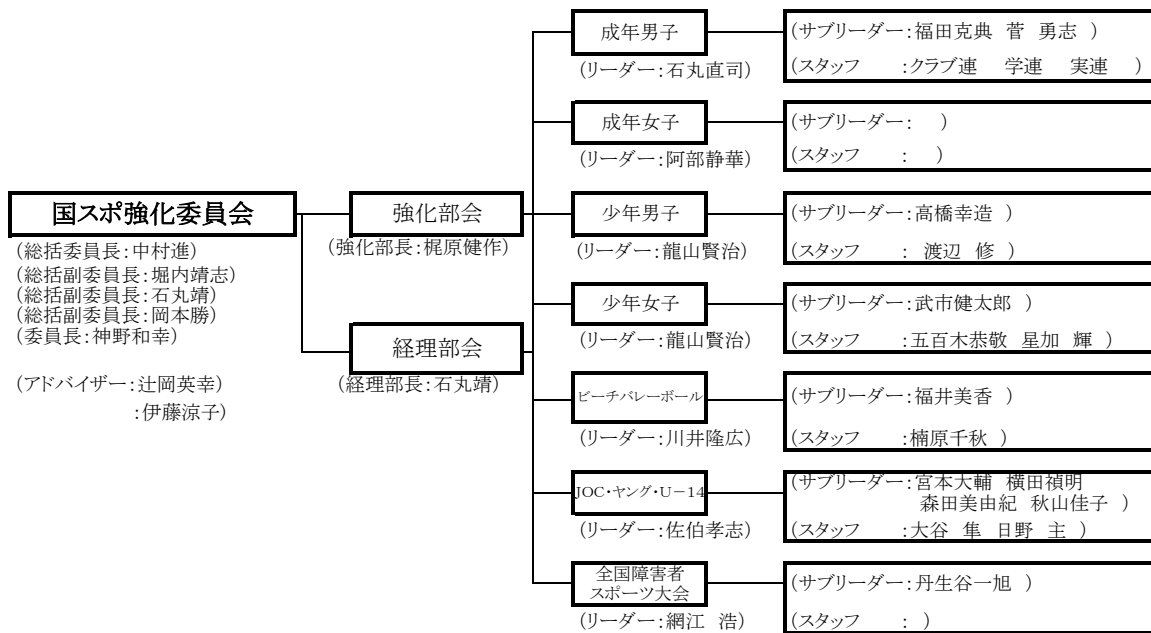 国スポ強化委員会
(総括委員長:中村進)
(総括副委員長:堀内靖志)
(総括副委員長:石丸靖)
(総括副委員長:岡本勝)
(委員長:神野和幸)
(アドバイザー:辻岡英幸)
:伊藤涼子)
強化部会
(強化部長:梶原健作)
経理部会
(経理部長:石丸靖)
成年男子
(リーダー:石丸直司)
(サブリーダー:福田克典 菅 勇志 )
(スタッフ :クラブ連 学連 実連 )
成年女子
(リーダー:阿部静華)
(サブリーダー: )
(スタッフ : )
少年男子
(リーダー:龍山賢治)
(サブリーダー:高橋幸造 )
(スタッフ : 渡辺 修 )
少年女子
(リーダー:龍山賢治)
(サブリーダー:武市健太郎 )
(スタッフ :五百木恭敬 星加 輝 )
ビーチバレーボール
(リーダー:川井隆広)
(サブリーダー:福井美香 )
(スタッフ :楠原千秋 )
JOC・ヤング・U－14
(リーダー:佐伯孝志)
(サブリーダー:宮本大輔 横田禎明
森田美由紀 秋山佳子 )
(スタッフ :大谷 隼 日野 主 )
全国障害者
スポーツ大会
(リーダー:網江 浩)
(サブリーダー:丹生谷一旭 )
(スタッフ : )